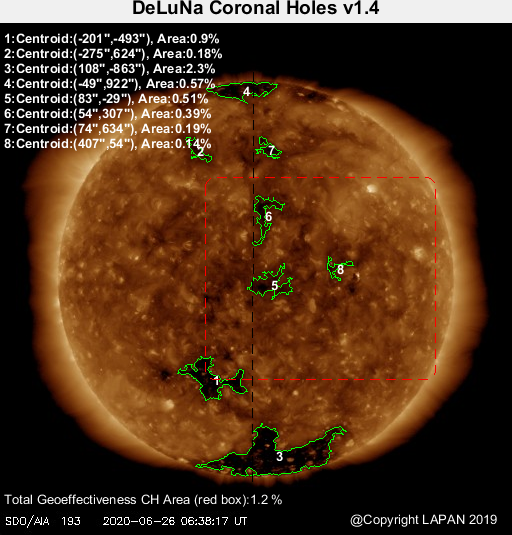 DeLuNa Coronal Holes v1.4
1:Centroid:(-201",-493"), Area:0.9%
2:Centroid:(-275",624"), Area:0.18%
3:Centroid:(108",-863"), Area:2.3%
4:Centroid:(-49",922"), Area:0.57%
5:Centroid:(83",-29"), Area:0.51%
6:Centroid:(54",307"), Area:0.39%
7:Centroid:(74",634"), Area:0.19%
8:Centroid:(407",54"), Area:0.14%
4
2
7
6
8
5
1
3
Total Geoeffectiveness CH Area (red box):1.2 %
SDO/AIA 193 2020-06-26 06:38:17 UT
@Copyright LAPAN 2019